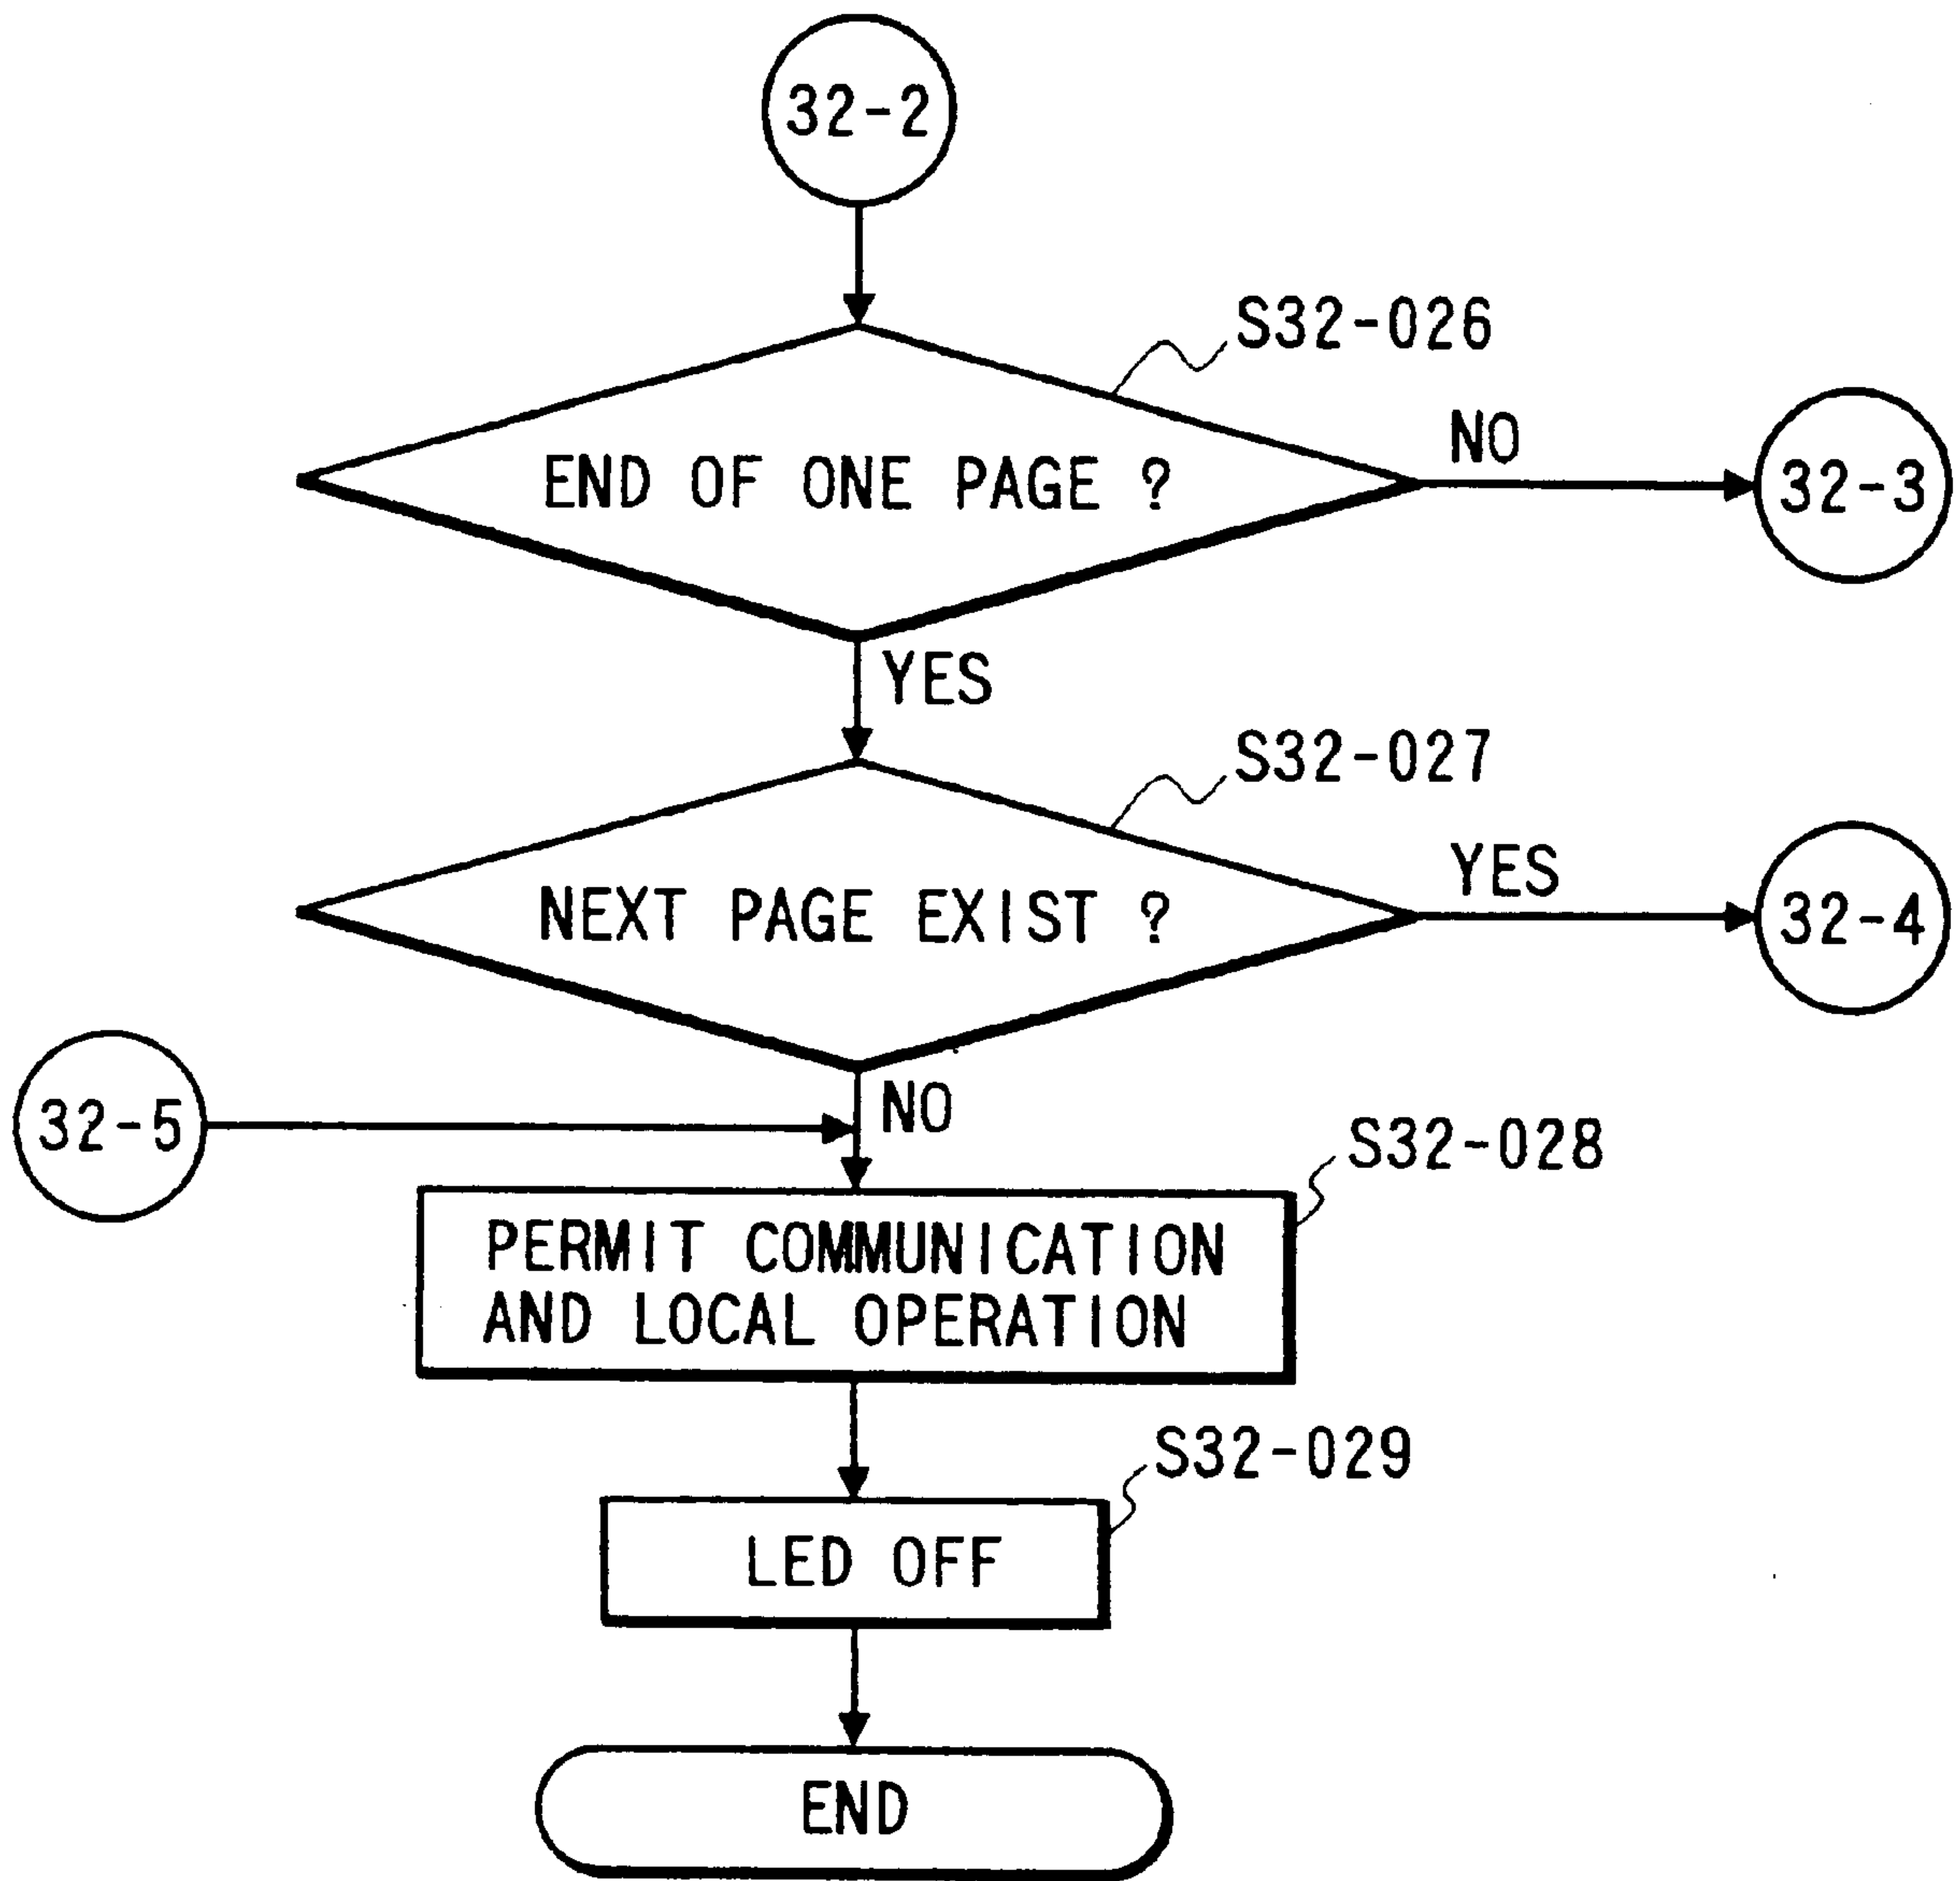 32-2
S32-026
END OF ONE PAGE ?
NO
32-3
YES
S32-027
NEXT PAGE EXIST ?
YES
32-4
NO
32-5
S32-028
PERMIT COMMUNICATION
AND LOCAL OPERATION
S32-029
LED OFF
END